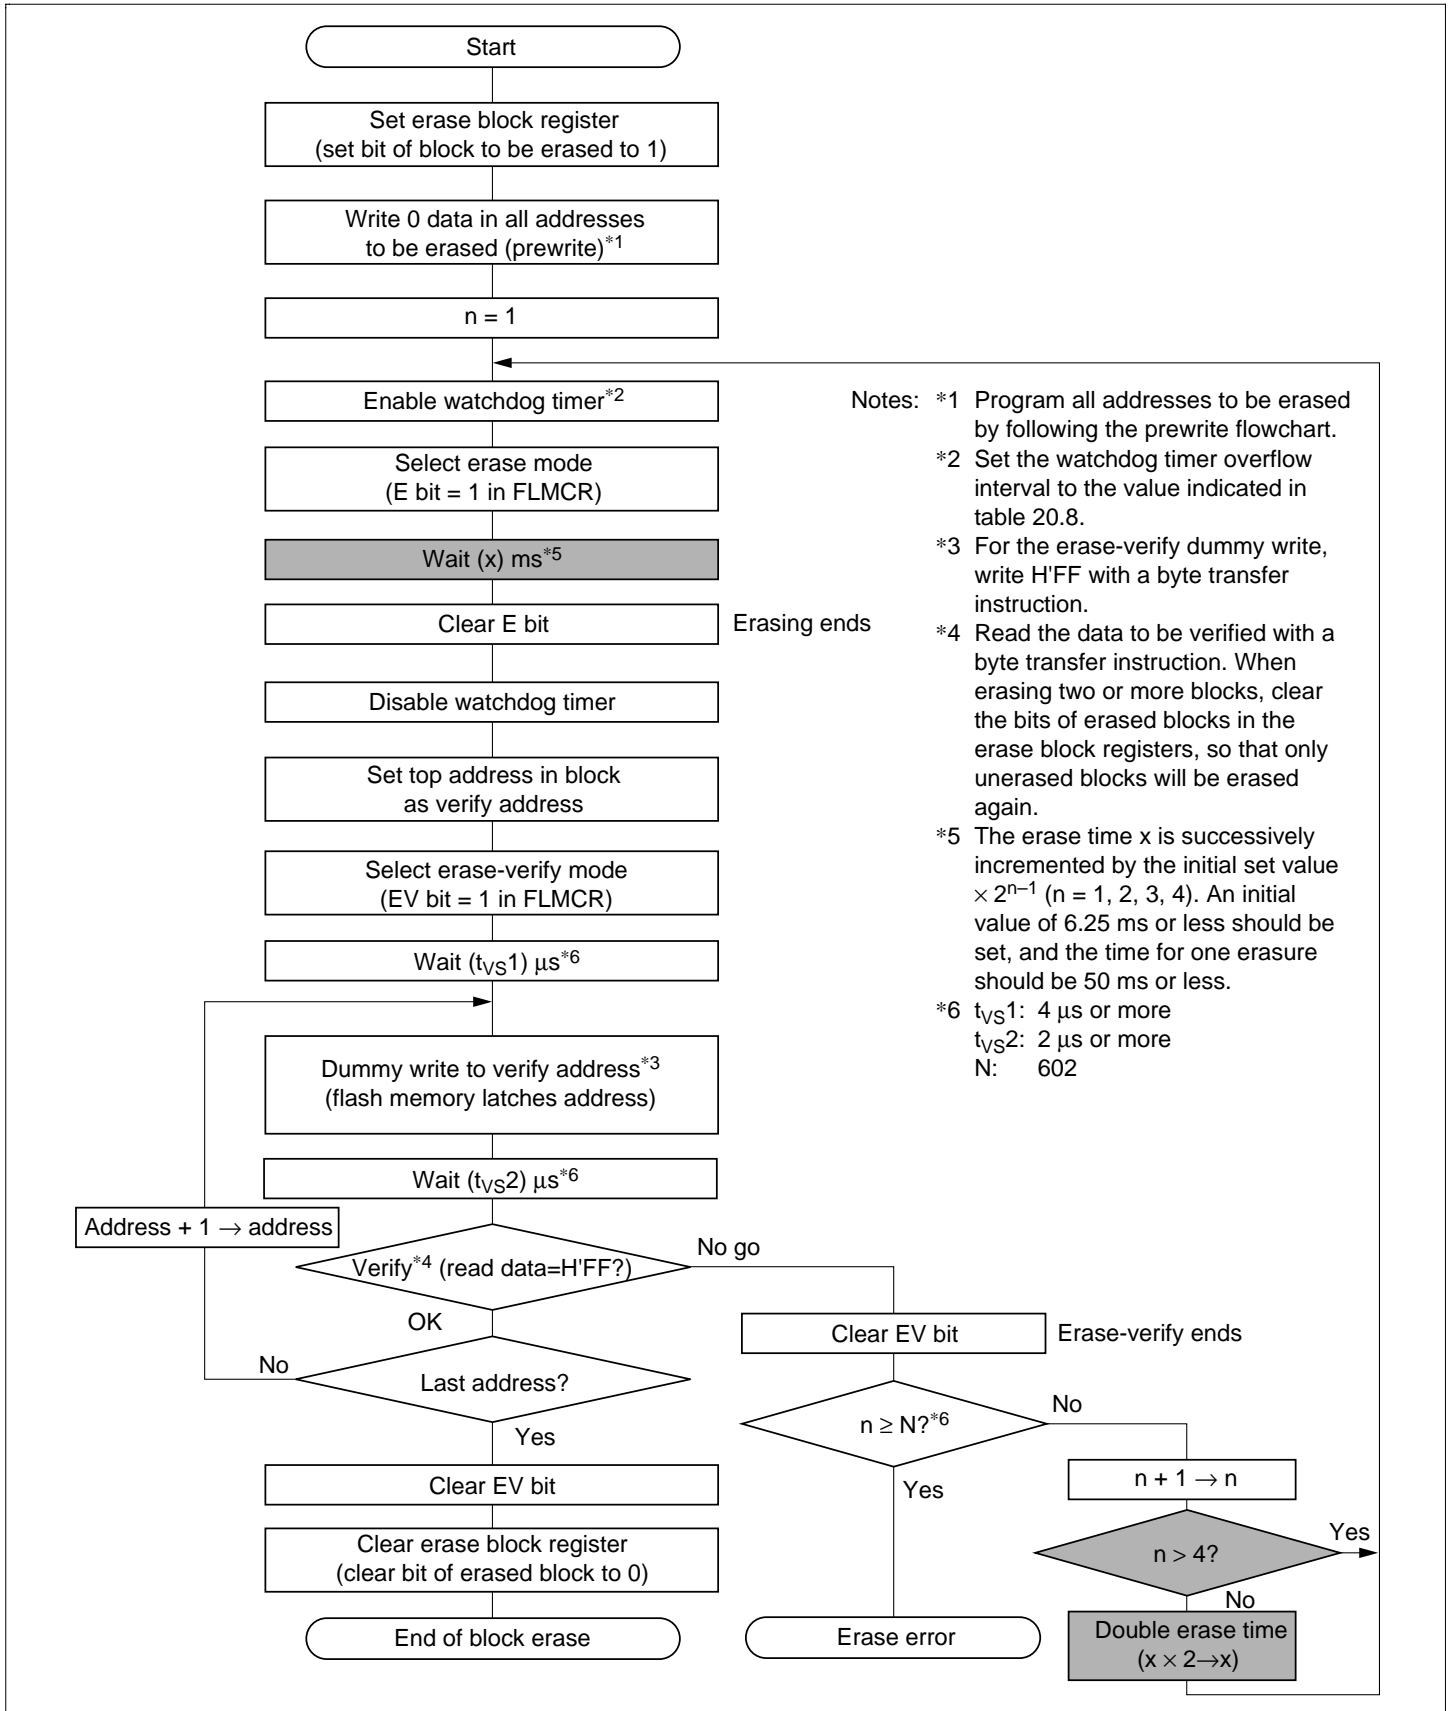 Start
Set erase block register
(set bit of block to be erased to 1)
Write 0 data in all addresses
to be erased (prewrite)*1
n = 1
Enable watchdog timer*2
Select erase mode
(E bit = 1 in FLMCR)
Wait (x) ms*5
Clear E bit
Erasing ends
Disable watchdog timer
Set top address in block
as verify address
Select erase-verify mode
(EV bit = 1 in FLMCR)
Wait (tVS1) μs*6
Dummy write to verify address*3
(flash memory latches address)
Wait (tVS2) μs*6
Address + 1 → address
Verify*4 (read data=H'FF?)
No go
OK
Last address?
No
Yes
Clear EV bit
Clear erase block register
(clear bit of erased block to 0)
End of block erase
Clear EV bit
Erase-verify ends
n ≥ N?*6
No
Yes
Erase error
n + 1 → n
n > 4?
Yes
No
Double erase time
(x × 2→x)
Notes: *1 Program all addresses to be erased
by following the prewrite flowchart.
*2 Set the watchdog timer overflow
interval to the value indicated in
table 20.8.
*3 For the erase-verify dummy write,
write H'FF with a byte transfer
instruction.
*4 Read the data to be verified with a
byte transfer instruction. When
erasing two or more blocks, clear
the bits of erased blocks in the
erase block registers, so that only
unerased blocks will be erased
again.
*5 The erase time x is successively
incremented by the initial set value
× 2n–1 (n = 1, 2, 3, 4). An initial
value of 6.25 ms or less should be
set, and the time for one erasure
should be 50 ms or less.
*6 tVS1: 4 μs or more
tVS2: 2 μs or more
N: 602